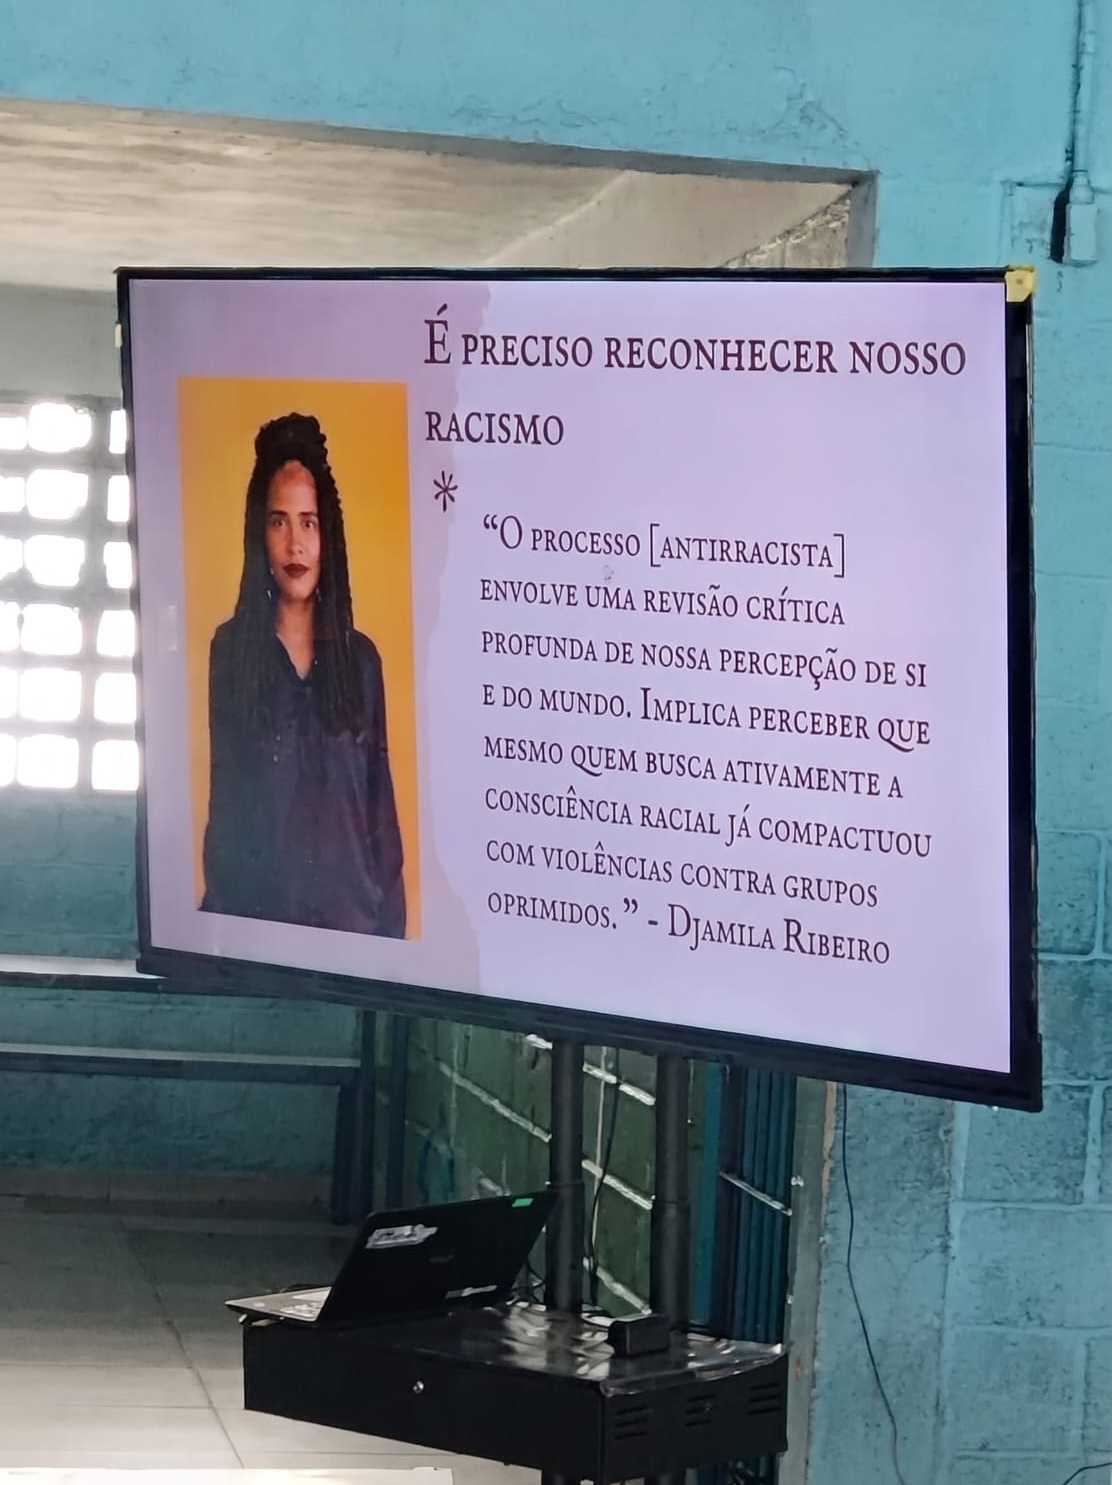 É PRECISO RECONHECER NOSSO
RACISMO
*
“O PROCESSO [ANTIRRACISTA]
ENVOLVE UMA REVISÃO CRÍTICA
PROFUNDA DE NOSSA PERCEPÇÃO DE SI
E DO MUNDO. IMPLICA PERCEBER QUE
MESMO QUEM BUSCA ATIVAMENTE A
CONSCIÊNCIA RACIAL JÁ COMPACTUOU
COM VIOLÊNCIAS CONTRA GRUPOS
OPRIMIDOS.” - DJAMILA RIBEIRO